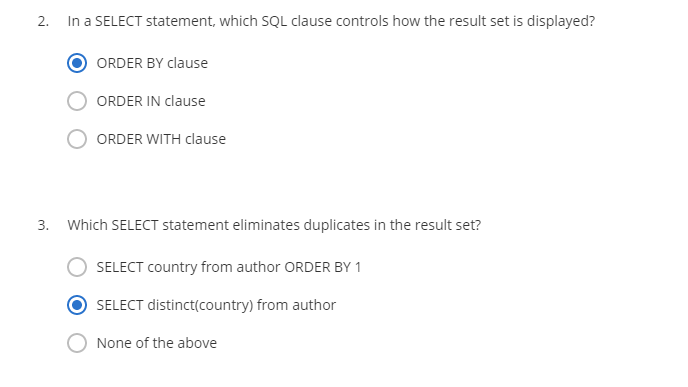 2. In a SELECT statement, which SQL clause controls how the result set is displayed?
ORDER BY clause
ORDER IN clause
ORDER WITH clause
3. Which SELECT statement eliminates duplicates in the result set?
SELECT country from author ORDER BY 1
SELECT distinct(country) from author
None of the above